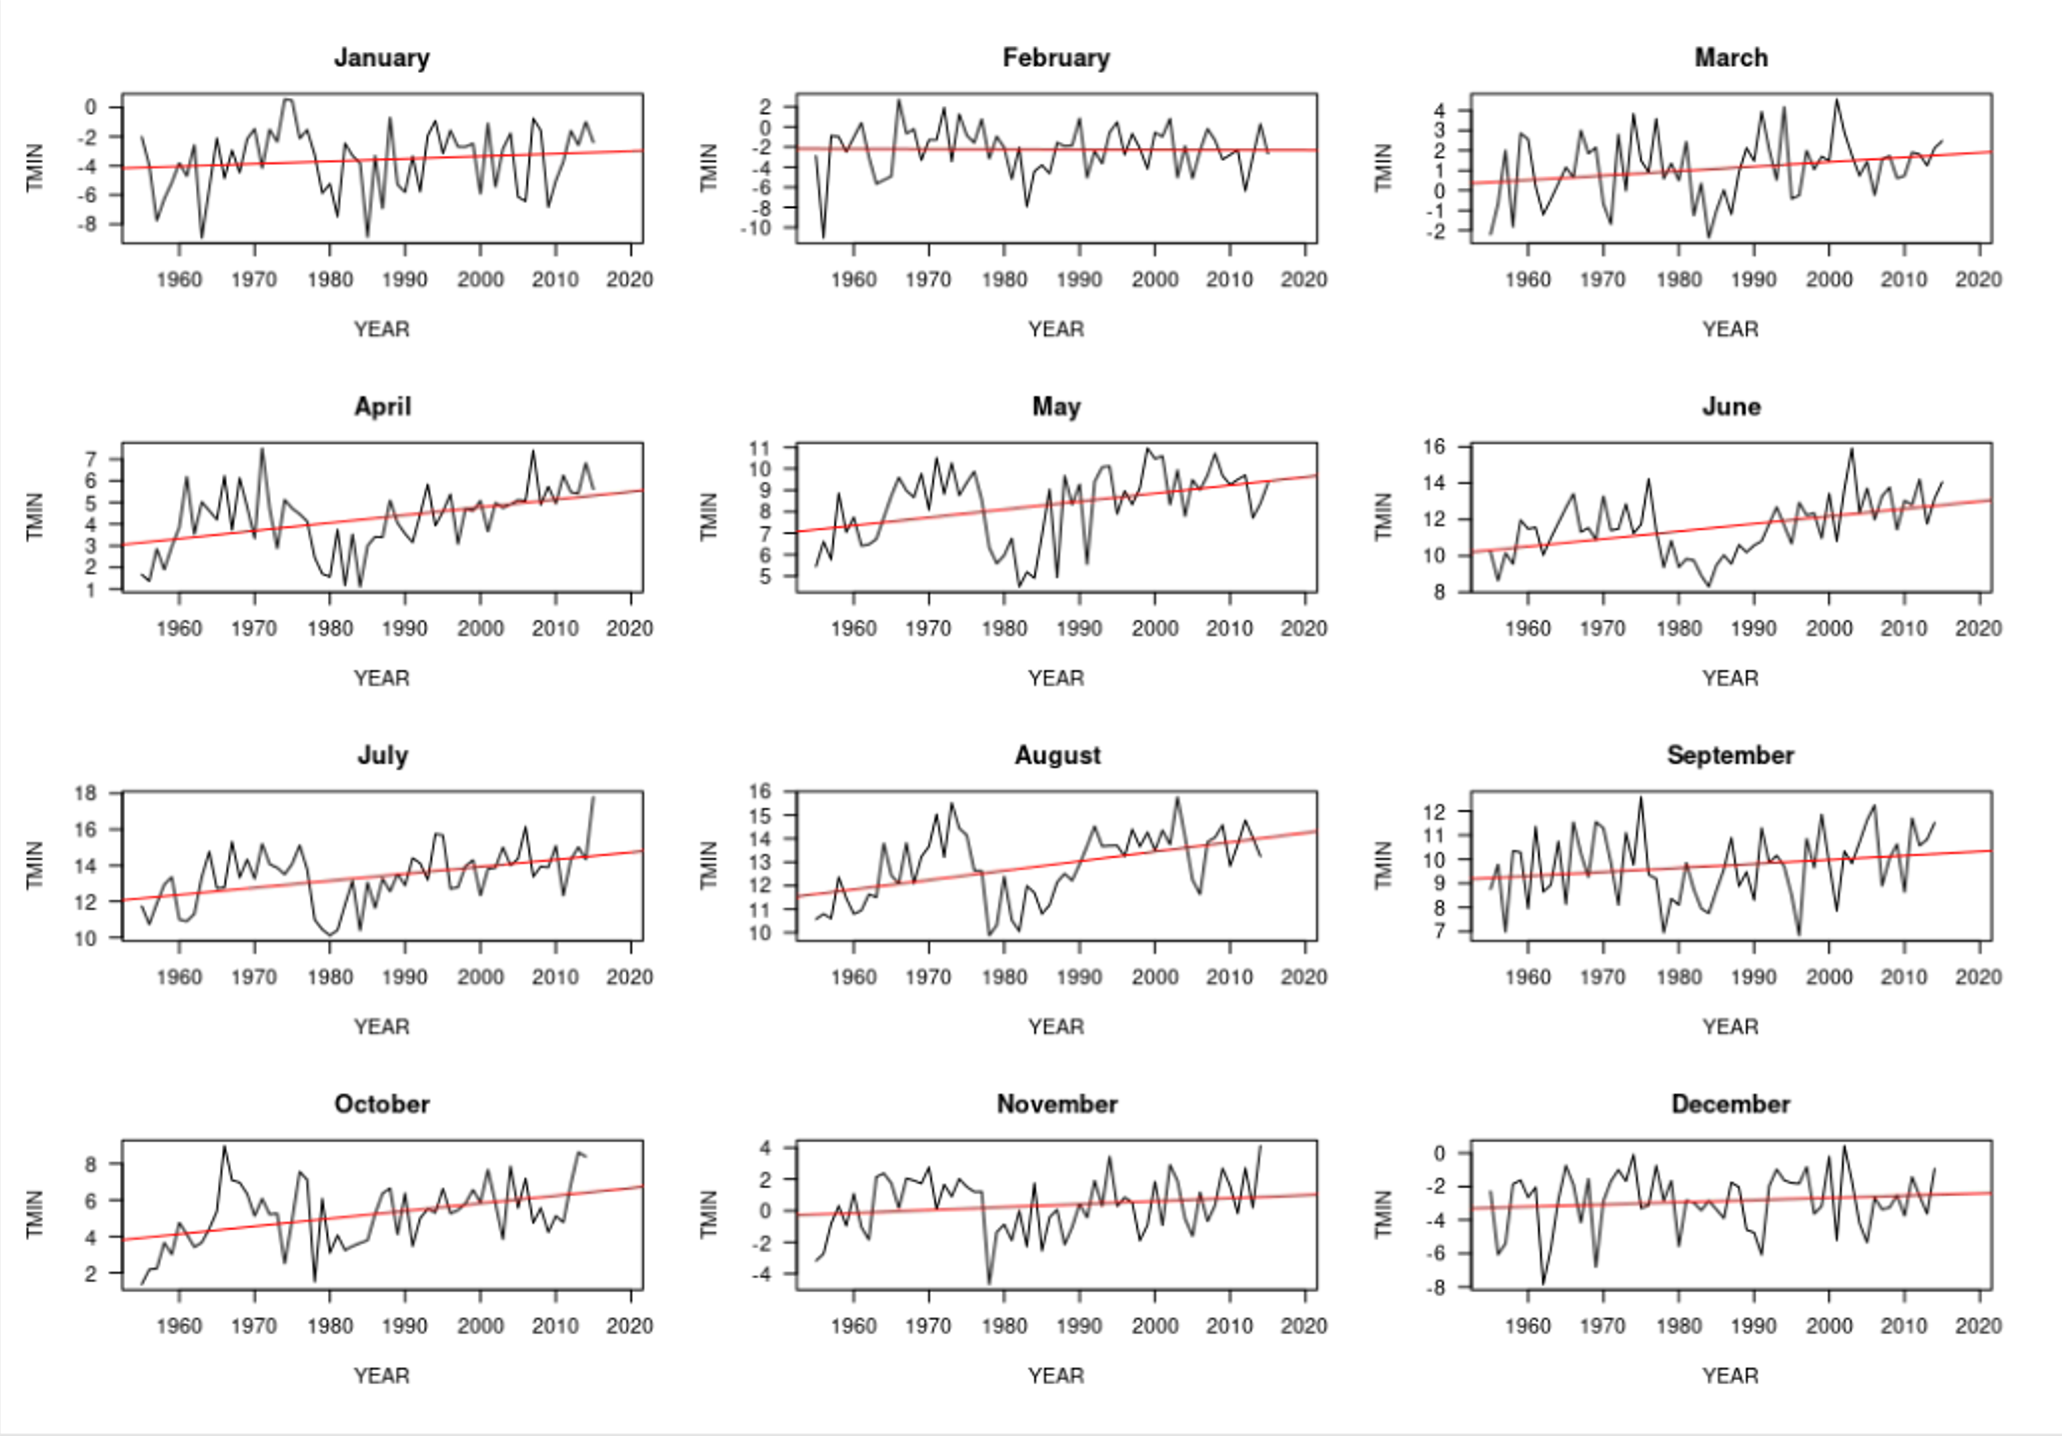 January February March
TMIN 0 -2 -4 -6 -8 TMIN 2 0 -2 -4 -6 -8 -10 TMIN 4 3 2 1 0 -1 -2
1960 1970 1980 1990 2000 2010 2020 1960 1970 1980 1990 2000 2010 2020 1960 1970 1980 1990 2000 2010 2020
YEAR YEAR YEAR
April May June
TMIN 7 6 5 4 3 2 1 TMIN 11 10 9 8 7 6 5 TMIN 16 14 12 10 8
1960 1970 1980 1990 2000 2010 2020 1960 1970 1980 1990 2000 2010 2020 1960 1970 1980 1990 2000 2010 2020
YEAR YEAR YEAR
July August September
TMIN 18 16 14 12 10 TMIN 16 15 14 13 12 11 10 TMIN 12 11 10 9 8 7
1960 1970 1980 1990 2000 2010 2020 1960 1970 1980 1990 2000 2010 2020 1960 1970 1980 1990 2000 2010 2020
YEAR YEAR YEAR
October November December
TMIN 8 6 4 2 TMIN 4 2 0 -2 -4 TMIN 0 -2 -4 -6 -8
1960 1970 1980 1990 2000 2010 2020 1960 1970 1980 1990 2000 2010 2020 1960 1970 1980 1990 2000 2010 2020
YEAR YEAR YEAR